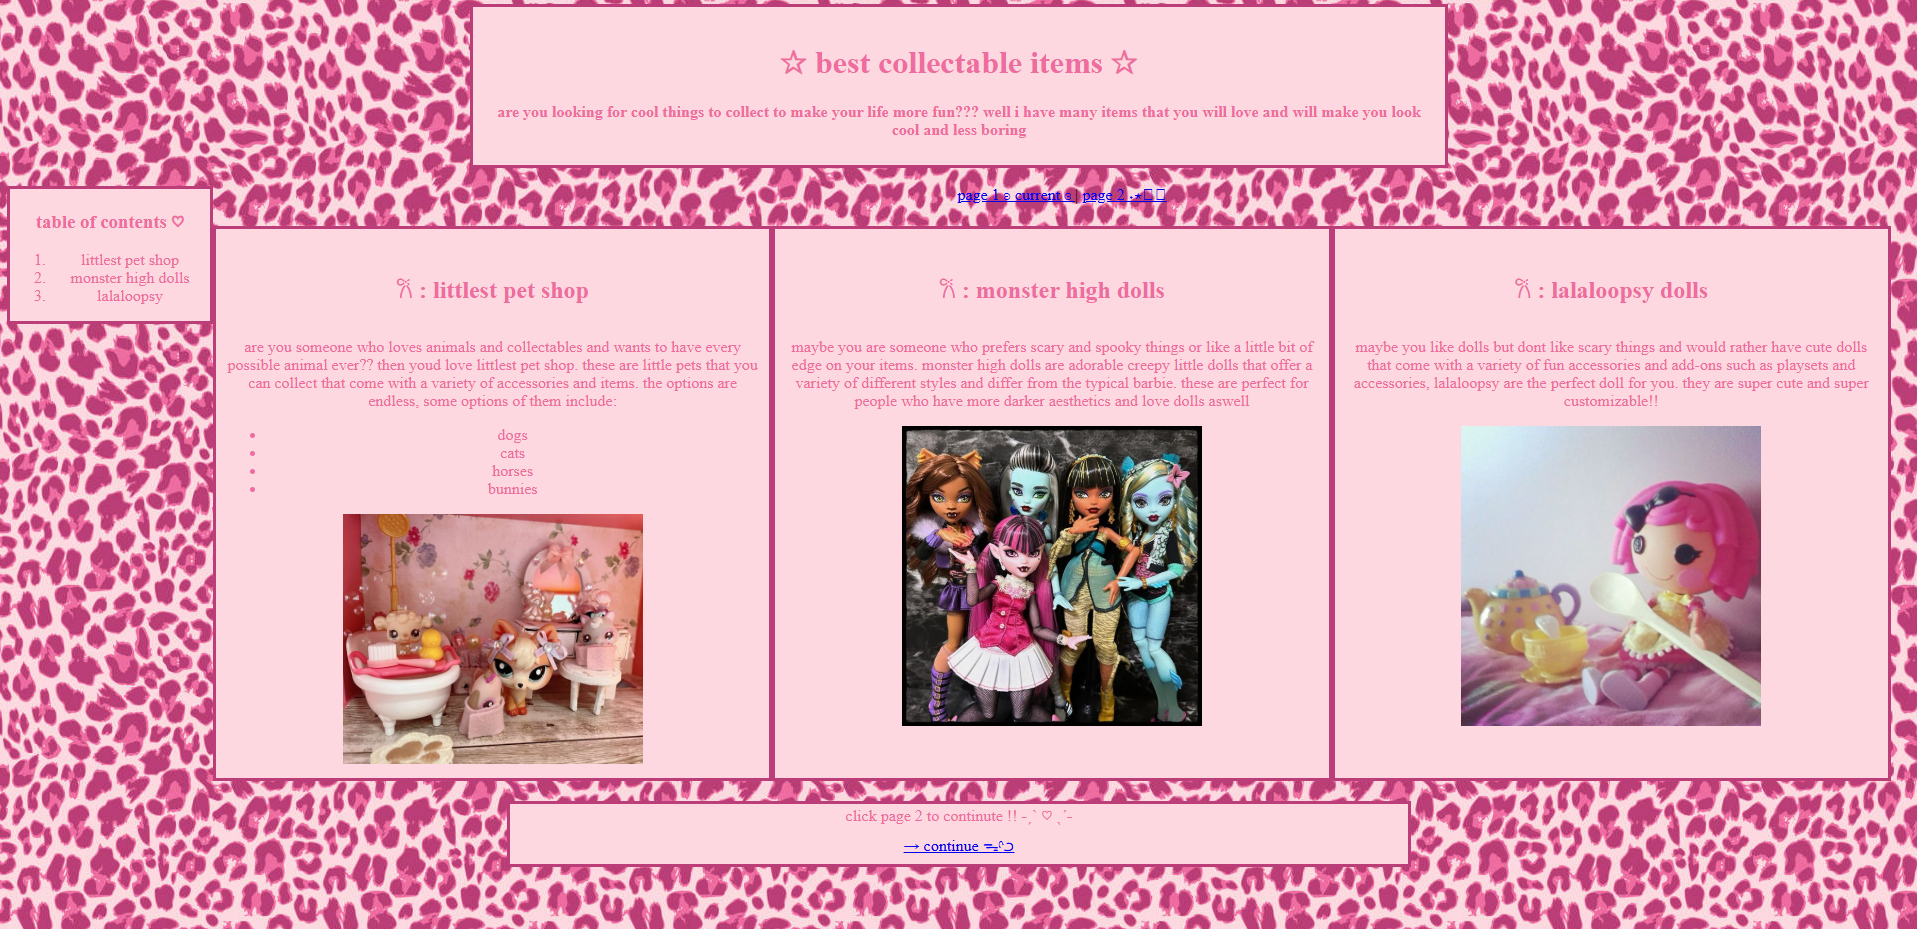 ☆ best collectable items ☆
are you looking for cool things to collect to make your life more fun??? well i have many items that you will love and will make you look
cool and less boring
page 1 ʚ current ɞ | page 2 ˖⋆
table of contents ♡
1. littlest pet shop
2. monster high dolls
3. lalaloopsy
𐙚 : littlest pet shop
are you someone who loves animals and collectables and wants to have every
possible animal ever?? then youd love littlest pet shop. these are little pets that you
can collect that come with a variety of accessories and items. the options are
endless, some options of them include:
• dogs
• cats
• horses
• bunnies
𐙚 : monster high dolls
maybe you are someone who prefers scary and spooky things or like a little bit of
edge on your items. monster high dolls are adorable creepy little dolls that offer a
variety of different styles and differ from the typical barbie. these are perfect for
people who have more darker aesthetics and love dolls aswell
𐙚 : lalaloopsy dolls
maybe you like dolls but dont like scary things and would rather have cute dolls
that come with a variety of fun accessories and add-ons such as playsets and
accessories, lalaloopsy are the perfect doll for you. they are super cute and super
customizable!!
click page 2 to continute !! -ˏˋ ♡ ˎˊ-
→ continue ≂ᯓᡣ𐭩